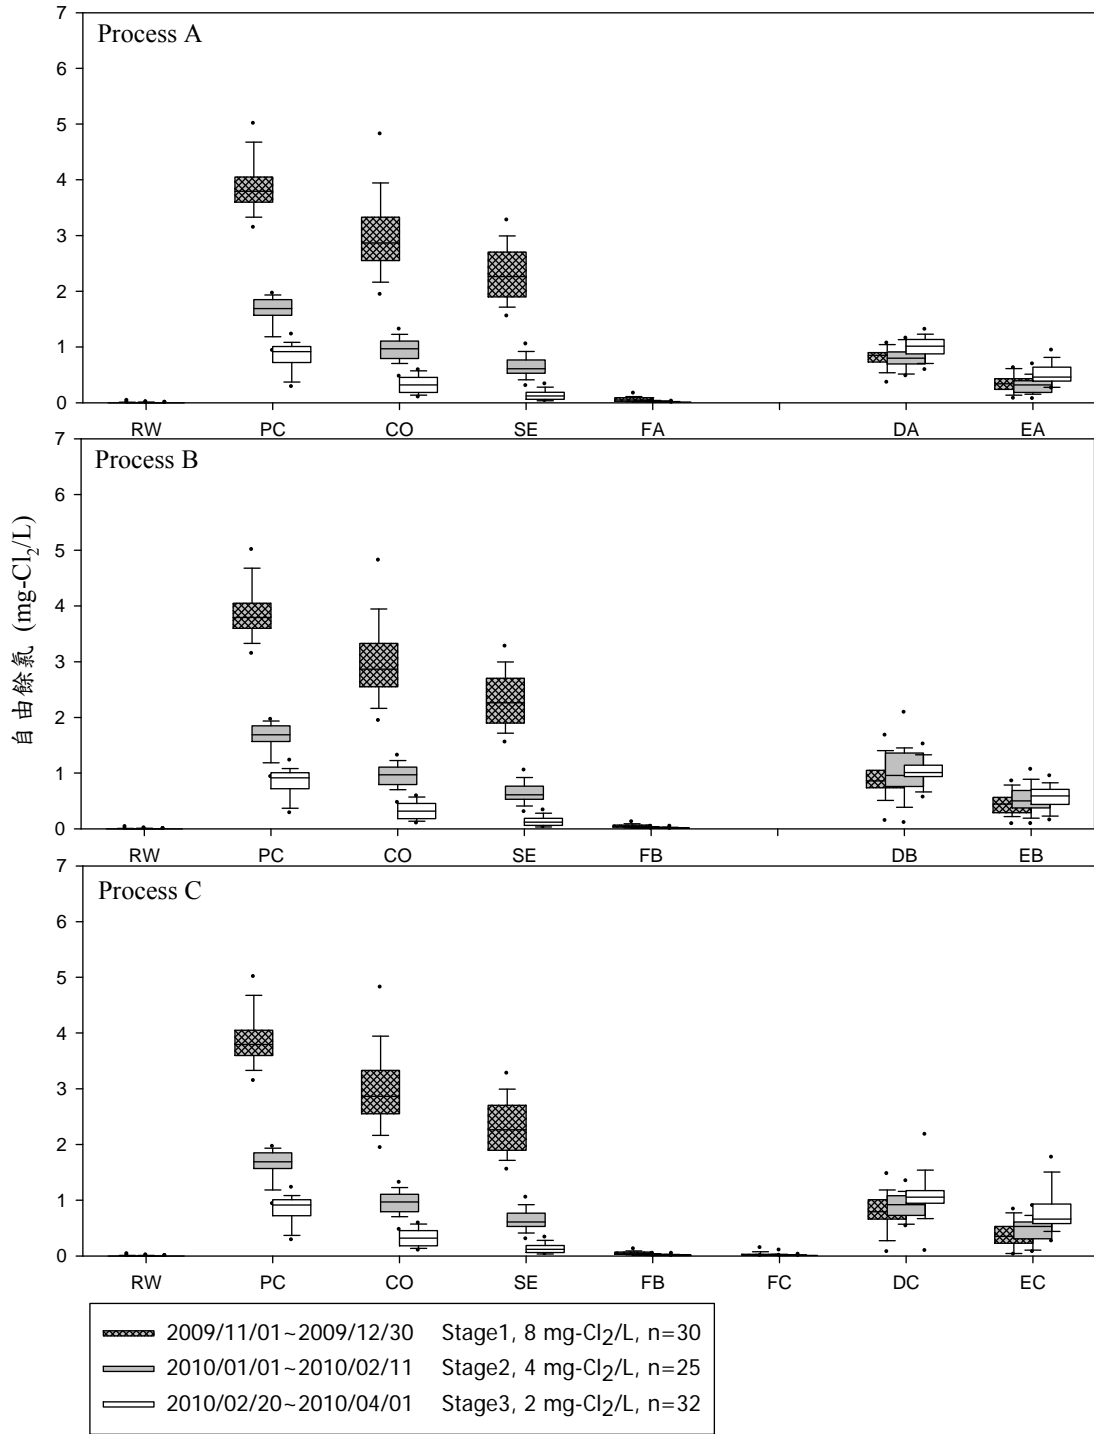 Process A
7
6
5
4
3
2
1
0
RW PC CO SE FA DA EA
Process B
7
6
5
4
3
2
1
0
RW PC CO SE FB DB EB
自由餘氯 (mg-Cl₂/L)
Process C
7
6
5
4
3
2
1
0
RW PC CO SE FB FC DC EC
2009/11/01~2009/12/30 Stage1, 8 mg-Cl₂/L, n=30
2010/01/01~2010/02/11 Stage2, 4 mg-Cl₂/L, n=25
2010/02/20~2010/04/01 Stage3, 2 mg-Cl₂/L, n=32